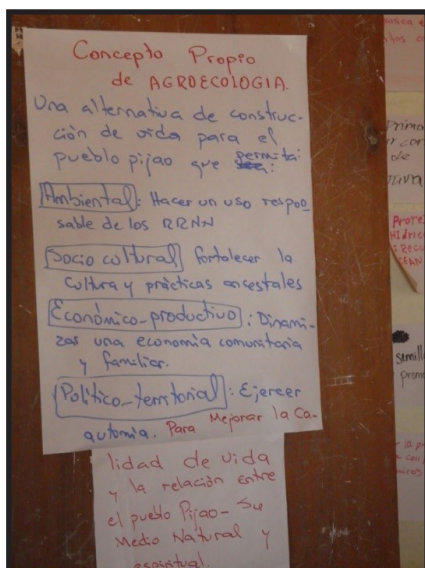 Concepto Propio
de AGROECOLOGIA.
Una alternativa de construc-
ción de vida para el
pueblo pijao que permita:
Ambiental: Hacer un uso respon
sable de los RRNN
Socio cultural fortalecer la
cultura y prácticas ancestales
Económico-productivo: Dinami-
zar una economia comunitaria
y familiar.
Político-territorial: Ejercer
automia. Para Mejorar la Ca-
lidad de vida
y la relación entre
el pueblo Pijao - Su
Medio Natural y
espiritual.